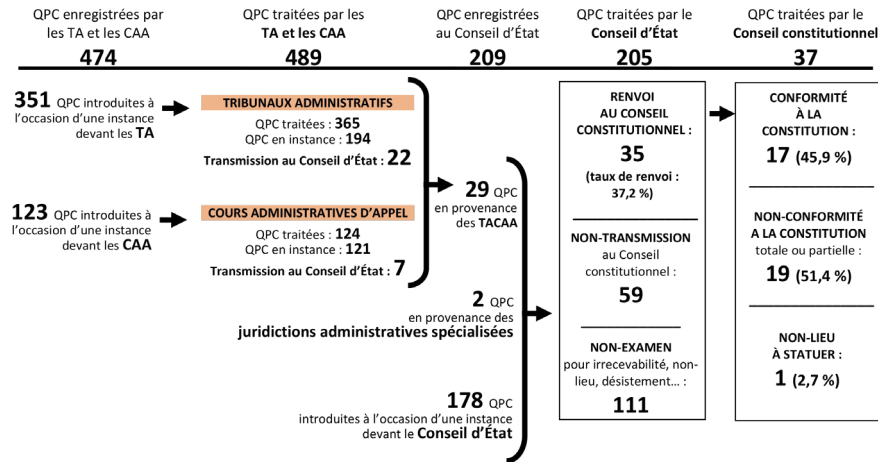 QPC enregistrées par
les TA et les CAA
474
QPC traitées par les
TA et les CAA
489
QPC enregistrées
au Conseil d'État
209
QPC traitées par le
Conseil d'État
205
QPC traitées par le
Conseil constitutionnel
37
351 QPC introduites à
l'occasion d'une instance
devant les TA
TRIBUNAUX ADMINISTRATIFS
QPC traitées : 365
QPC en instance : 194
Transmission au Conseil d'État : 22
123 QPC introduites à
l'occasion d'une instance
devant les CAA
COURS ADMINISTRATIVES D'APPEL
QPC traitées : 124
QPC en instance : 121
Transmission au Conseil d'État : 7
29 QPC
en provenance
des TACAA
2 QPC
en provenance des
juridictions administratives spécialisées
178 QPC
introduites à l'occasion d'une instance
devant le Conseil d'État
RENVOI
AU CONSEIL
CONSTITUTIONNEL :
35
(taux de renvoi :
37,2 %)
NON-TRANSMISSION
au Conseil
constitutionnel :
59
NON-EXAMEN
pour irrecevabilité, non-
lieu, désistement... :
111
CONFORMITÉ
À LA
CONSTITUTION :
17 (45,9 %)
NON-CONFORMITÉ
A LA CONSTITUTION
totale ou partielle :
19 (51,4 %)
NON-LIEU
À STATUER :
1 (2,7 %)